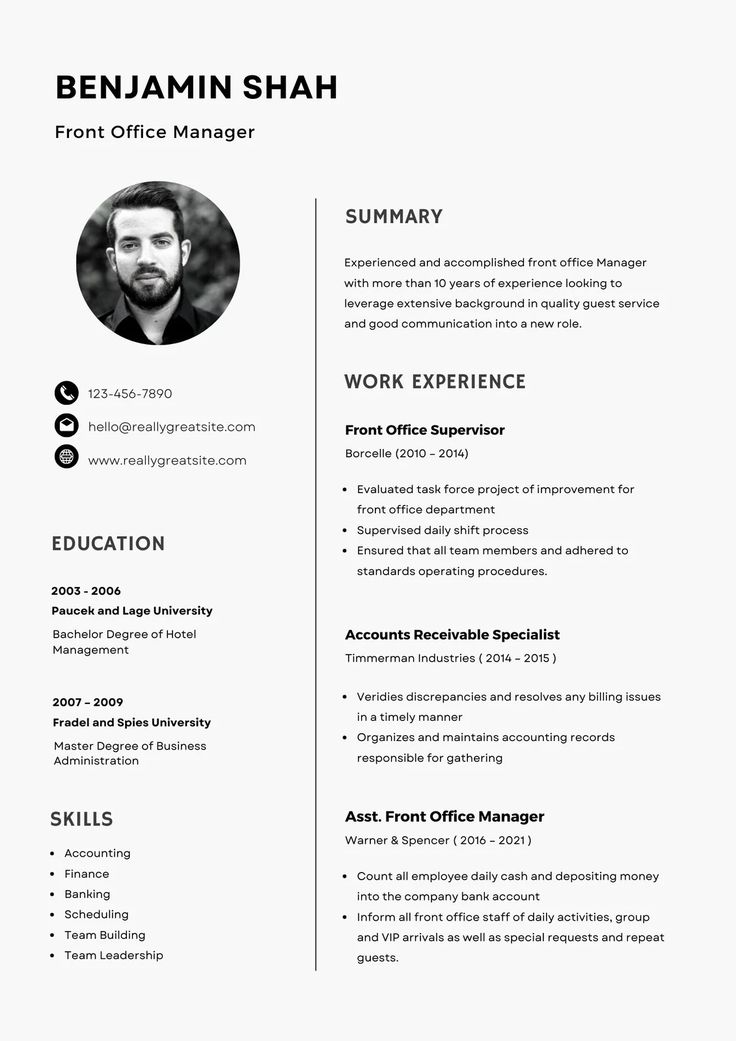 BENJAMIN SHAH
Front Office Manager
123-456-7890
hello@reallygreatsite.com
www.reallygreatsite.com
EDUCATION
2003 - 2006
Paucek and Lage University
Bachelor Degree of Hotel
Management
2007 – 2009
Fradel and Spies University
Master Degree of Business
Administration
SKILLS
• Accounting
• Finance
• Banking
• Scheduling
• Team Building
• Team Leadership
SUMMARY
Experienced and accomplished front office Manager
with more than 10 years of experience looking to
leverage extensive background in quality guest service
and good communication into a new role.
WORK EXPERIENCE
Front Office Supervisor
Borcelle (2010 – 2014)
• Evaluated task force project of improvement for
front office department
• Supervised daily shift process
• Ensured that all team members and adhered to
standards operating procedures.
Accounts Receivable Specialist
Timmerman Industries ( 2014 – 2015 )
• Veridies discrepancies and resolves any billing issues
in a timely manner
• Organizes and maintains accounting records
responsible for gathering
Asst. Front Office Manager
Warner & Spencer ( 2016 – 2021 )
• Count all employee daily cash and depositing money
into the company bank account
• Inform all front office staff of daily activities, group
and VIP arrivals as well as special requests and repeat
guests.